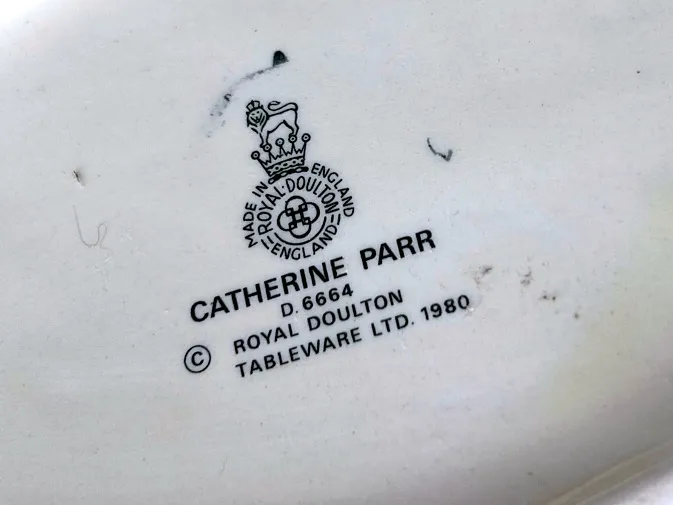 MADE IN ENGLAND
ROYAL·DOULTON
ENGLAND
CATHERINE PARR
D. 6664
© ROYAL DOULTON
TABLEWARE LTD. 1980